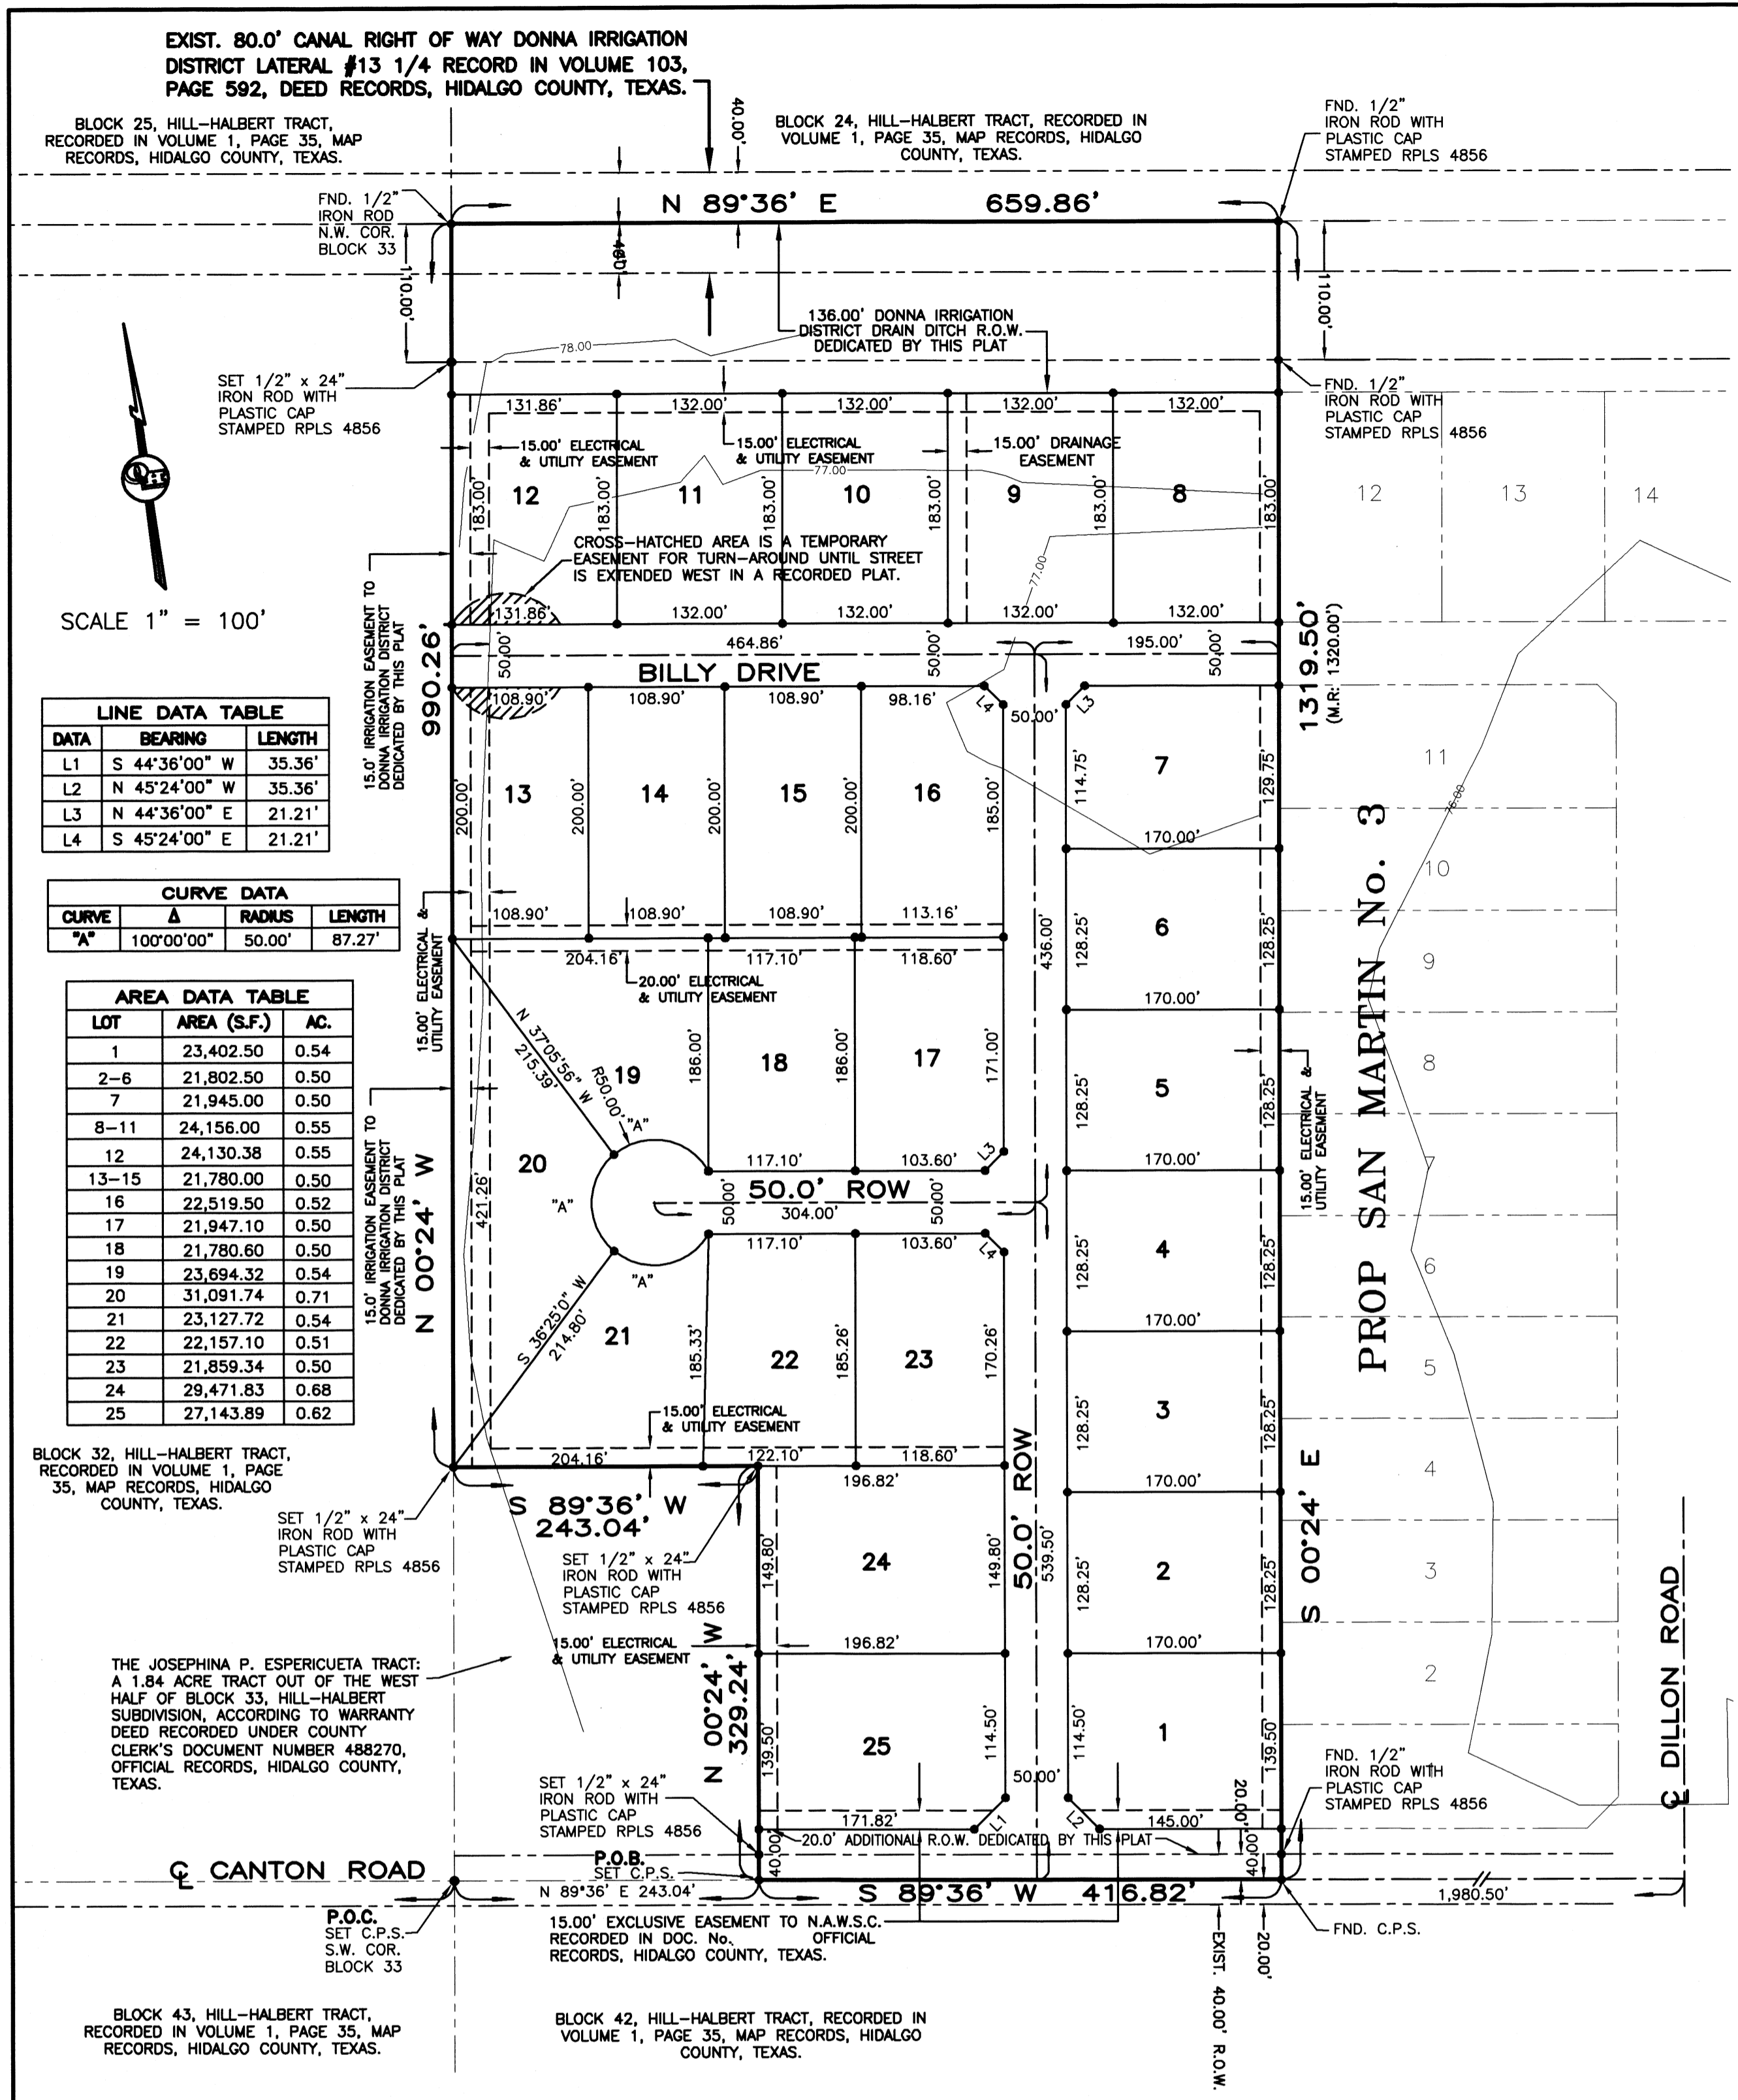 EXIST. 80.0' CANAL RIGHT OF WAY DONNA IRRIGATION
DISTRICT LATERAL #13 1/4 RECORD IN VOLUME 103,
PAGE 592, DEED RECORDS, HIDALGO COUNTY, TEXAS.
BLOCK 25, HILL-HALBERT TRACT,
RECORDED IN VOLUME 1, PAGE 35, MAP
RECORDS, HIDALGO COUNTY, TEXAS.
40.00'
BLOCK 24, HILL-HALBERT TRACT, RECORDED IN
VOLUME 1, PAGE 35, MAP RECORDS, HIDALGO
COUNTY, TEXAS.
FND. 1/2"
IRON ROD WITH
PLASTIC CAP
STAMPED RPLS 4856
FND. 1/2"
IRON ROD
N.W. COR.
BLOCK 33
N 89°36' E 659.86'
110.00'
110.00'
136.00' DONNA IRRIGATION
DISTRICT DRAIN DITCH R.O.W.
DEDICATED BY THIS PLAT
78.00
SET 1/2" x 24"
IRON ROD WITH
PLASTIC CAP
STAMPED RPLS 4856
FND. 1/2"
IRON ROD WITH
PLASTIC CAP
STAMPED RPLS 4856
131.86' 132.00' 132.00' 132.00' 132.00'
15.00' ELECTRICAL
& UTILITY EASEMENT
15.00' ELECTRICAL
& UTILITY EASEMENT
15.00' DRAINAGE
EASEMENT
77.00
12 11 10 9 8
12 13 14
183.00' 183.00' 183.00' 183.00' 183.00' 183.00'
CROSS-HATCHED AREA IS A TEMPORARY
EASEMENT FOR TURN-AROUND UNTIL STREET
IS EXTENDED WEST IN A RECORDED PLAT.
77.00
SCALE 1" = 100'
15.0' IRRIGATION EASEMENT TO
DONNA IRRIGATION DISTRICT
DEDICATED BY THIS PLAT
990.26'
131.86' 132.00' 132.00' 132.00' 132.00'
464.86' 195.00'
50.00' 50.00' 50.00'
BILLY DRIVE
1319.50'
(M.R: 1320.00')
108.90' 108.90' 108.90' 98.16' L4 50.00' L3
LINE DATA TABLE
DATA BEARING LENGTH
L1 S 44°36'00" W 35.36'
L2 N 45°24'00" W 35.36'
L3 N 44°36'00" E 21.21'
L4 S 45°24'00" E 21.21'
13 14 15 16 7
200.00' 200.00' 200.00' 200.00' 185.00' 114.75' 129.75'
170.00'
11
76.00
10
PROP SAN MARTIN No. 3
CURVE DATA
CURVE Δ RADIUS LENGTH
"A" 100°00'00" 50.00' 87.27'
15.00' ELECTRICAL &
UTILITY EASEMENT
108.90' 108.90' 108.90' 113.16'
436.00'
6
128.25' 128.25'
204.16' 117.10' 118.60'
20.00' ELECTRICAL
& UTILITY EASEMENT
170.00'
9
AREA DATA TABLE
LOT AREA (S.F.) AC.
1 23,402.50 0.54
2-6 21,802.50 0.50
7 21,945.00 0.50
8-11 24,156.00 0.55
12 24,130.38 0.55
13-15 21,780.00 0.50
16 22,519.50 0.52
17 21,947.10 0.50
18 21,780.60 0.50
19 23,694.32 0.54
20 31,091.74 0.71
21 23,127.72 0.54
22 22,157.10 0.51
23 21,859.34 0.50
24 29,471.83 0.68
25 27,143.89 0.62
N 37°05'56" W
215.39'
R50.00'
"A"
19 18 17 5
186.00' 186.00' 171.00' 128.25' 128.25'
15.00' ELECTRICAL &
UTILITY EASEMENT
8
15.0' IRRIGATION EASEMENT TO
DONNA IRRIGATION DISTRICT
DEDICATED BY THIS PLAT
N 00°24' W
421.26'
20
117.10' 103.60' L3
170.00'
7
"A"
50.0' ROW
50.00' 304.00' 50.00'
117.10' 103.60' L4
"A"
4
128.25' 128.25'
170.00'
6
S 36°25'0" W
214.80'
21 22 23
185.33' 185.26' 170.26'
15.00' ELECTRICAL
& UTILITY EASEMENT
3
128.25' 128.25'
170.00'
5
4
204.16' 122.10' 118.60'
196.82'
BLOCK 32, HILL-HALBERT TRACT,
RECORDED IN VOLUME 1, PAGE
35, MAP RECORDS, HIDALGO
COUNTY, TEXAS.
S 89°36' W
243.04'
SET 1/2" x 24"
IRON ROD WITH
PLASTIC CAP
STAMPED RPLS 4856
SET 1/2" x 24"
IRON ROD WITH
PLASTIC CAP
STAMPED RPLS 4856
149.80'
24
149.80'
50.0' ROW
539.50'
2
128.25' 128.25'
S 00°24' E
3
15.00' ELECTRICAL
& UTILITY EASEMENT
196.82' 170.00'
2
THE JOSEPHINA P. ESPERICUETA TRACT:
A 1.84 ACRE TRACT OUT OF THE WEST
HALF OF BLOCK 33, HILL-HALBERT
SUBDIVISION, ACCORDING TO WARRANTY
DEED RECORDED UNDER COUNTY
CLERK'S DOCUMENT NUMBER 488270,
OFFICIAL RECORDS, HIDALGO COUNTY,
TEXAS.
N 00°24' W
329.24'
139.50'
25
114.50' 114.50'
1
139.50'
50.00'
℄ DILLON ROAD
FND. 1/2"
IRON ROD WITH
PLASTIC CAP
STAMPED RPLS 4856
SET 1/2" x 24"
IRON ROD WITH
PLASTIC CAP
STAMPED RPLS 4856
171.82' L1 L2 145.00'
20.00'
20.0' ADDITIONAL R.O.W. DEDICATED BY THIS PLAT
40.00' 40.00'
℄ CANTON ROAD
P.O.B.
SET C.P.S.
N 89°36' E 243.04'
S 89°36' W 416.82'
1,980.50'
P.O.C.
SET C.P.S.
S.W. COR.
BLOCK 33
15.00' EXCLUSIVE EASEMENT TO N.A.W.S.C.
RECORDED IN DOC. No. OFFICIAL
RECORDS, HIDALGO COUNTY, TEXAS.
FND. C.P.S.
20.00'
EXIST. 40.00' R.O.W.
BLOCK 43, HILL-HALBERT TRACT,
RECORDED IN VOLUME 1, PAGE 35, MAP
RECORDS, HIDALGO COUNTY, TEXAS.
BLOCK 42, HILL-HALBERT TRACT, RECORDED IN
VOLUME 1, PAGE 35, MAP RECORDS, HIDALGO
COUNTY, TEXAS.